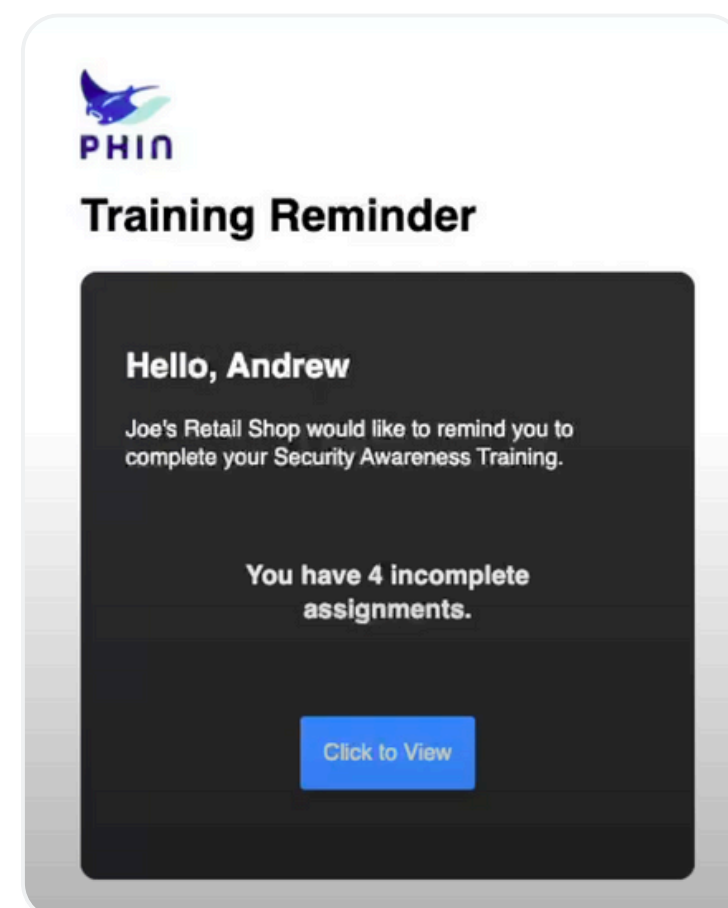 PHIN
Training Reminder
Hello, Andrew
Joe's Retail Shop would like to remind you to
complete your Security Awareness Training.
You have 4 incomplete
assignments.
Click to View